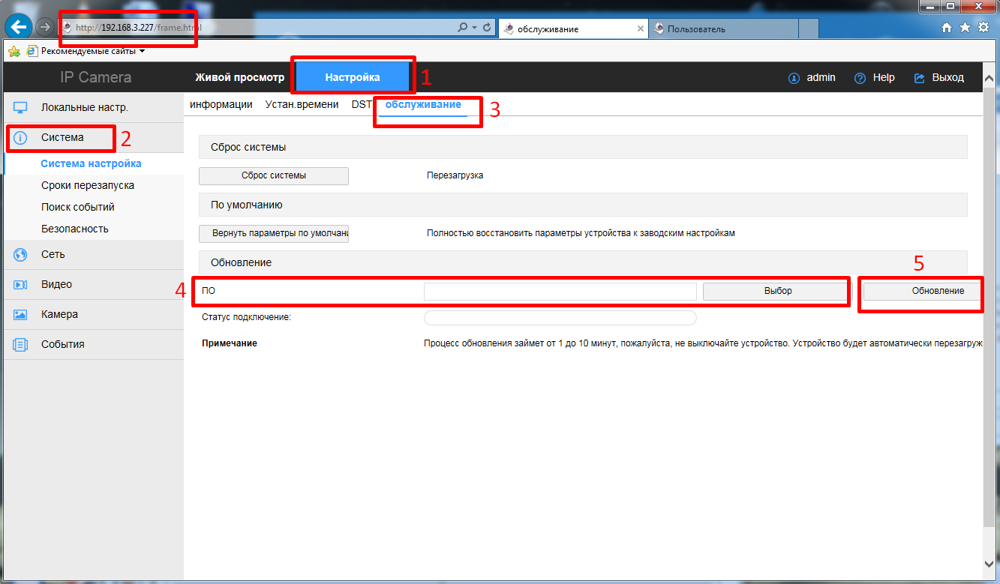 http://192.168.3.227/frame.html
обслуживание
Пользователь
Рекомендуемые сайты
IP Camera
Живой просмотр
Настройка
1
admin
Help
Выход
информации
Устан.времени
DST
обслуживание
3
Локальные настр.
Система
2
Система настройка
Сроки перезапуска
Поиск событий
Безопасность
Сеть
Видео
Камера
События
Сброс системы
Сброс системы
Перезагрузка
По умолчанию
Вернуть параметры по умолчани
Полностью восстановить параметры устройства к заводским настройкам
Обновление
5
4
ПО
Выбор
Обновление
Статус подключение:
Примечание
Процесс обновления займет от 1 до 10 минут, пожалуйста, не выключайте устройство. Устройство будет автоматически перезагруж